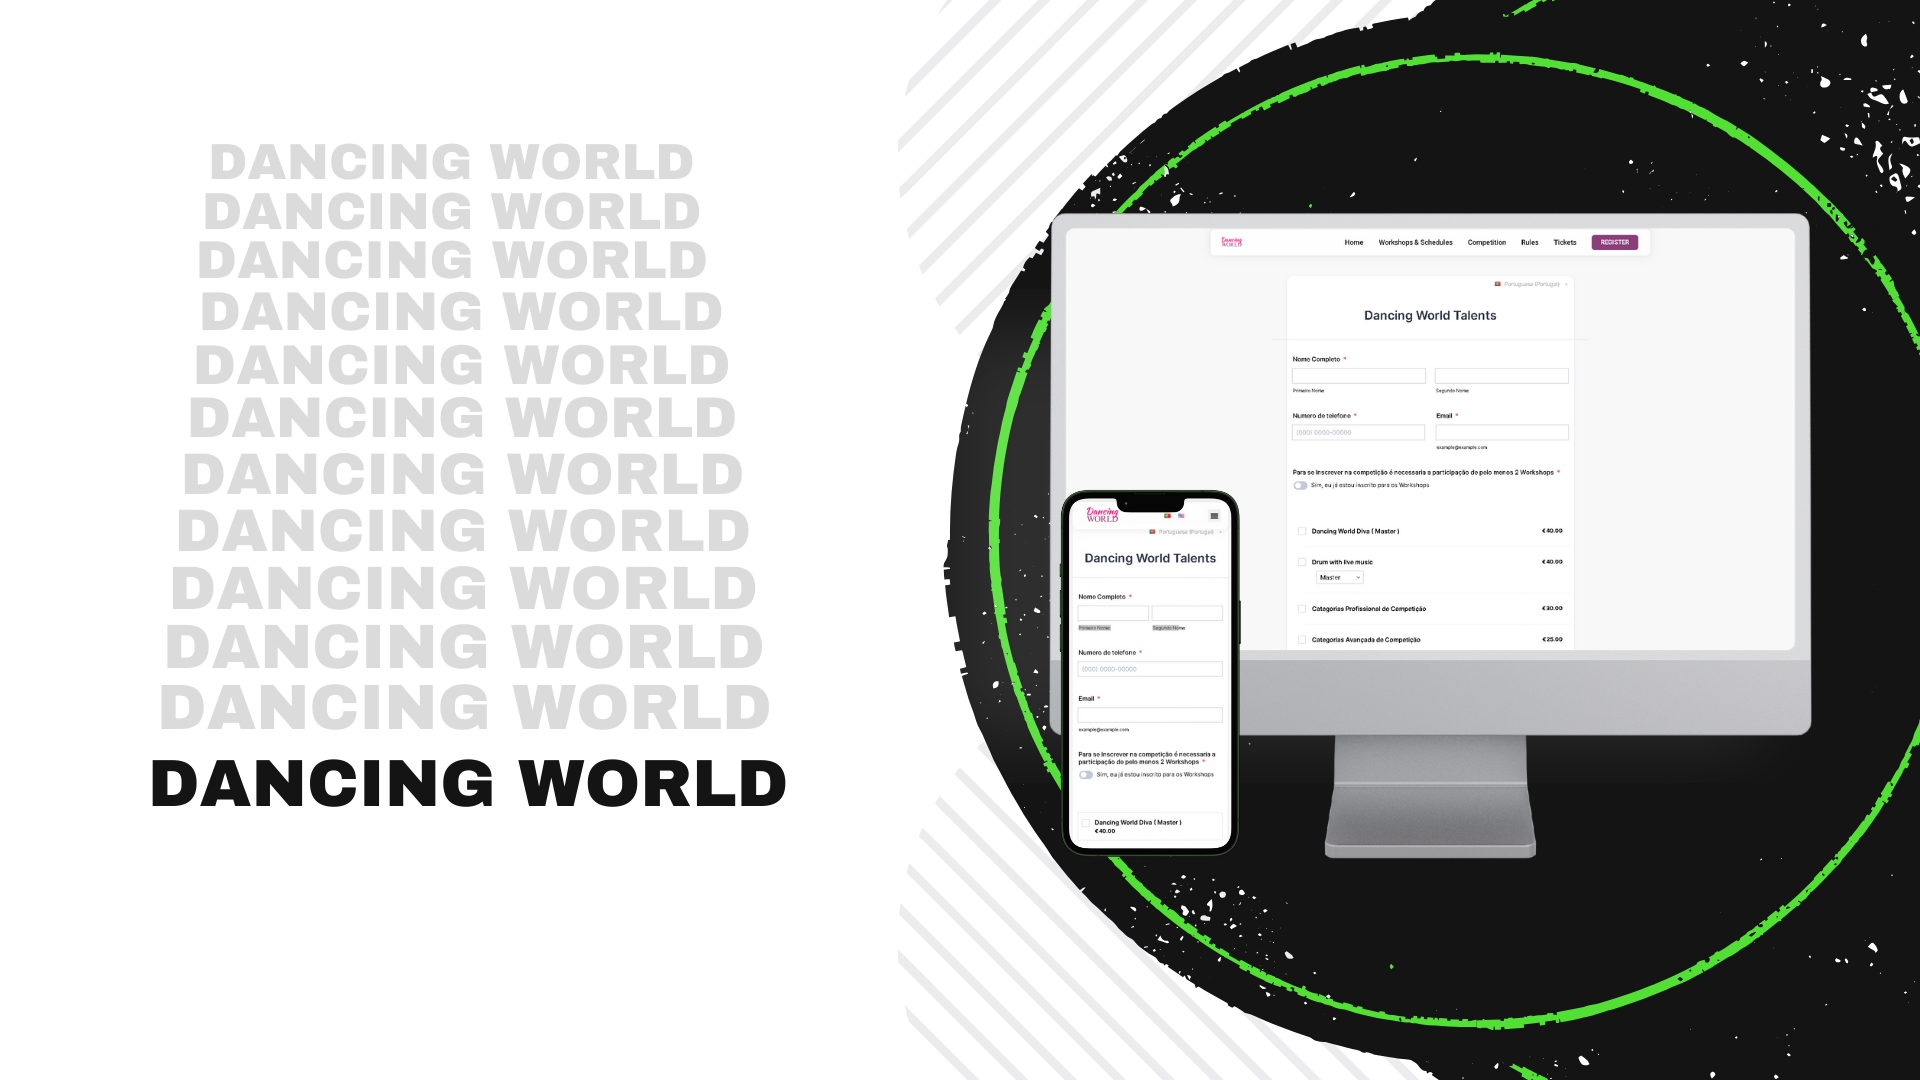 DANCING WORLD
DANCING WORLD
DANCING WORLD
DANCING WORLD
DANCING WORLD
DANCING WORLD
DANCING WORLD
DANCING WORLD
DANCING WORLD
DANCING WORLD
DANCING WORLD
DANCING WORLD
Dancing
WORLD
Home Workshops & Schedules Competition Rules Tickets REGISTER
Portuguese (Portugal)
Dancing World Talents
Nome Completo *
Primeiro Nome Segundo Nome
Numero de telefone * Email *
(000) 0000-00000
example@example.com
Para se Inscrever na competição é necessaria a participação de pelo menos 2 Workshops *
Sim, eu já estou inscrito para os Workshops
Dancing World Diva ( Master ) €40.00
Drum with live music €40.00
Master
Categorias Profissional de Competição €30.00
Categorias Avançada de Competição €25.00
Dancing
WORLD
Portuguese (Portugal)
Dancing World Talents
Nome Completo *
Primeiro Nome Segundo Nome
Numero de telefone *
(000) 0000-00000
Email *
example@example.com
Para se Inscrever na competição é necessaria a
participação de pelo menos 2 Workshops *
Sim, eu já estou inscrito para os Workshops
Dancing World Diva ( Master )
€40.00